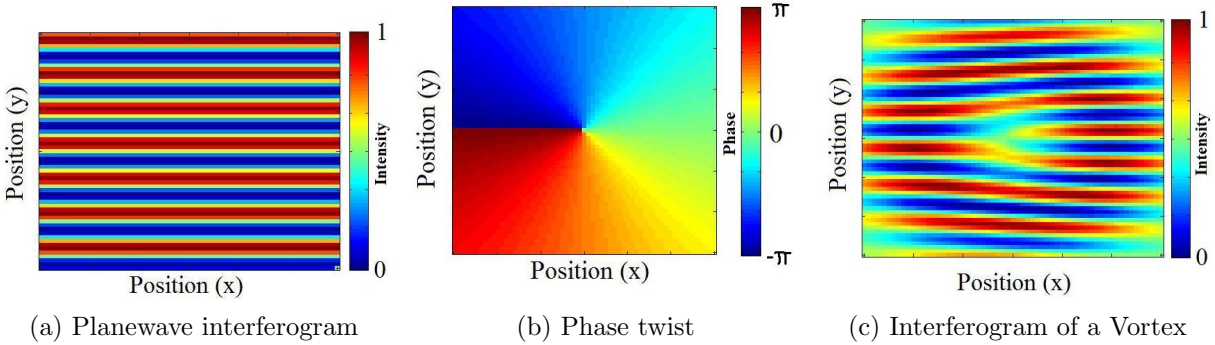 Position (y)
Position (x)
1
0
Intensity
(a) Planewave interferogram
Position (y)
Position (x)
π
0
-π
Phase
(b) Phase twist
Position (y)
Position (x)
1
0
Intensity
(c) Interferogram of a Vortex